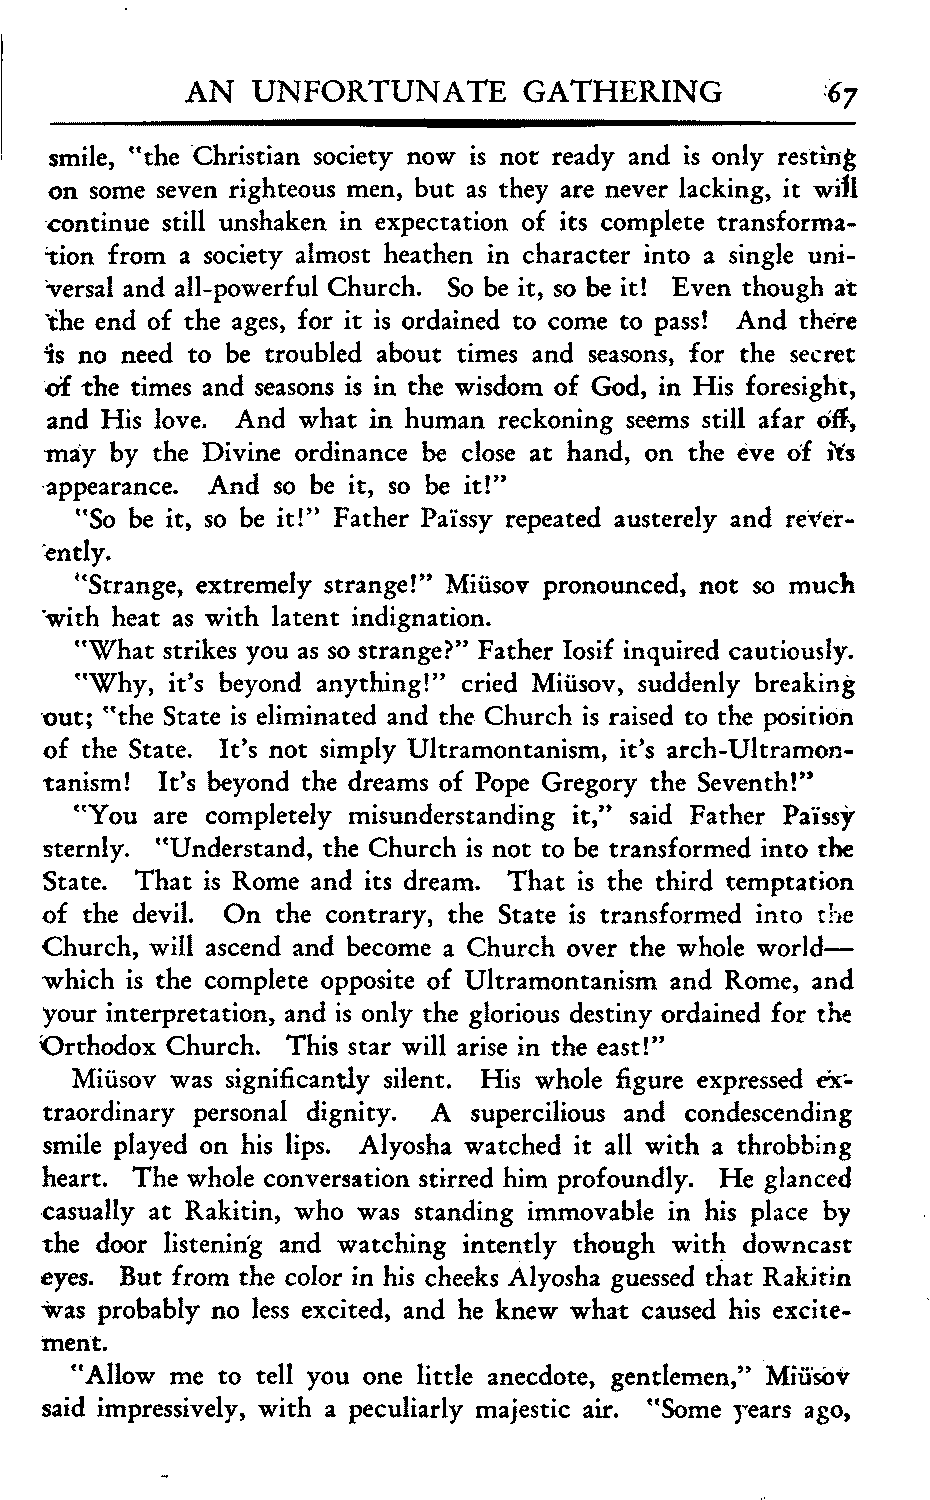 AN UNFORTUNATE GATHERING 67
smile, "the Christian society now is not ready and is only resting
on some seven righteous men, but as they are never lacking, it will
continue still unshaken in expectation of its complete transforma-
tion from a society almost heathen in character into a single uni-
versal and all-powerful Church. So be it, so be it! Even though at
the end of the ages, for it is ordained to come to pass! And there
is no need to be troubled about times and seasons, for the secret
of the times and seasons is in the wisdom of God, in His foresight,
and His love. And what in human reckoning seems still afar off,
may by the Divine ordinance be close at hand, on the eve of its
appearance. And so be it, so be it!"
"So be it, so be it!" Father Païssy repeated austerely and rever-
ently.
"Strange, extremely strange!" Miüsov pronounced, not so much
with heat as with latent indignation.
"What strikes you as so strange?" Father Iosif inquired cautiously.
"Why, it's beyond anything!" cried Miüsov, suddenly breaking
out; "the State is eliminated and the Church is raised to the position
of the State. It's not simply Ultramontanism, it's arch-Ultramon-
tanism! It's beyond the dreams of Pope Gregory the Seventh!"
"You are completely misunderstanding it," said Father Païssy
sternly. "Understand, the Church is not to be transformed into the
State. That is Rome and its dream. That is the third temptation
of the devil. On the contrary, the State is transformed into the
Church, will ascend and become a Church over the whole world—
which is the complete opposite of Ultramontanism and Rome, and
your interpretation, and is only the glorious destiny ordained for the
Orthodox Church. This star will arise in the east!"
Miüsov was significantly silent. His whole figure expressed ex-
traordinary personal dignity. A supercilious and condescending
smile played on his lips. Alyosha watched it all with a throbbing
heart. The whole conversation stirred him profoundly. He glanced
casually at Rakitin, who was standing immovable in his place by
the door listening and watching intently though with downcast
eyes. But from the color in his cheeks Alyosha guessed that Rakitin
was probably no less excited, and he knew what caused his excite-
ment.
"Allow me to tell you one little anecdote, gentlemen," Miüsov
said impressively, with a peculiarly majestic air. "Some years ago,